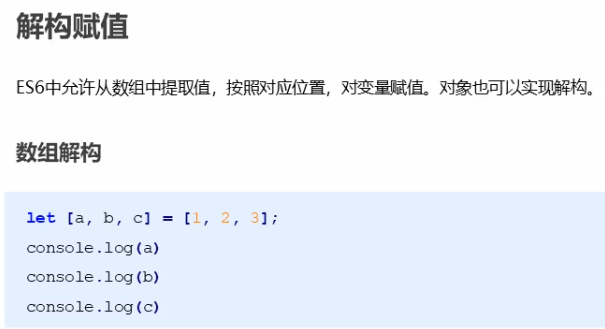 解构赋值
ES6中允许从数组中提取值，按照对应位置，对变量赋值。对象也可以实现解构。
数组解构
let [a, b, c] = [1, 2, 3];
console.log(a)
console.log(b)
console.log(c)